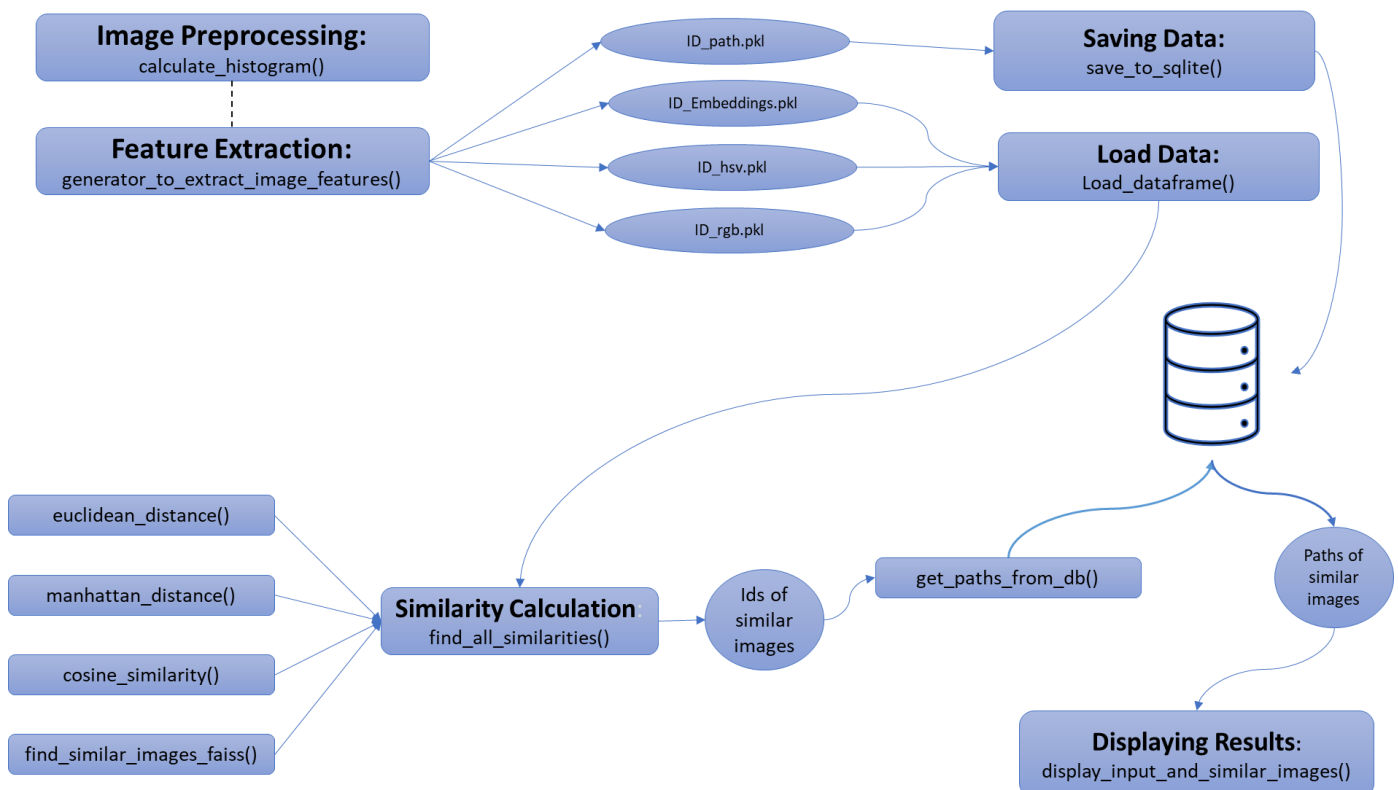 Image Preprocessing:
calculate_histogram()
Feature Extraction:
generator_to_extract_image_features()
ID_path.pkl
ID_Embeddings.pkl
ID_hsv.pkl
ID_rgb.pkl
Saving Data:
save_to_sqlite()
Load Data:
Load_dataframe()
euclidean_distance()
manhattan_distance()
cosine_similarity()
find_similar_images_faiss()
Similarity Calculation:
find_all_similarities()
Ids of
similar
images
get_paths_from_db()
Paths of
similar
images
Displaying Results:
display_input_and_similar_images()